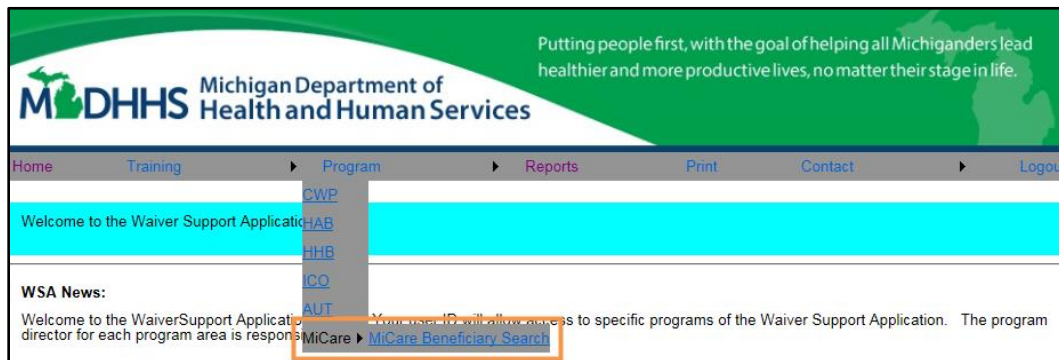 Putting people first, with the goal of helping all Michiganders lead
healthier and more productive lives, no matter their stage in life.
MDHHS Michigan Department of
Health and Human Services
Home Training Program Reports Print Contact Logou
CWP
Welcome to the Waiver Support Applicatio
HAB
HHB
ICO
WSA News:
AUT
Welcome to the WaiverSupport Applicatio Your user ID will allow access to specific programs of the Waiver Support Application. The program
director for each program area is respons
MiCare MiCare Beneficiary Search